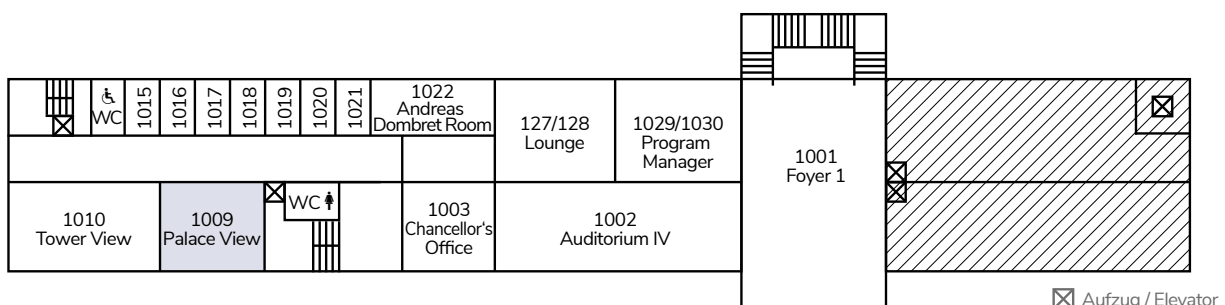 WC
1015
1016
1017
1018
1019
1020
1021
1022
Andreas
Dombret Room
127/128
Lounge
1029/1030
Program
Manager
1001
Foyer 1
1010
Tower View
1009
Palace View
WC
1003
Chancellor's
Office
1002
Auditorium IV
Aufzug / Elevator